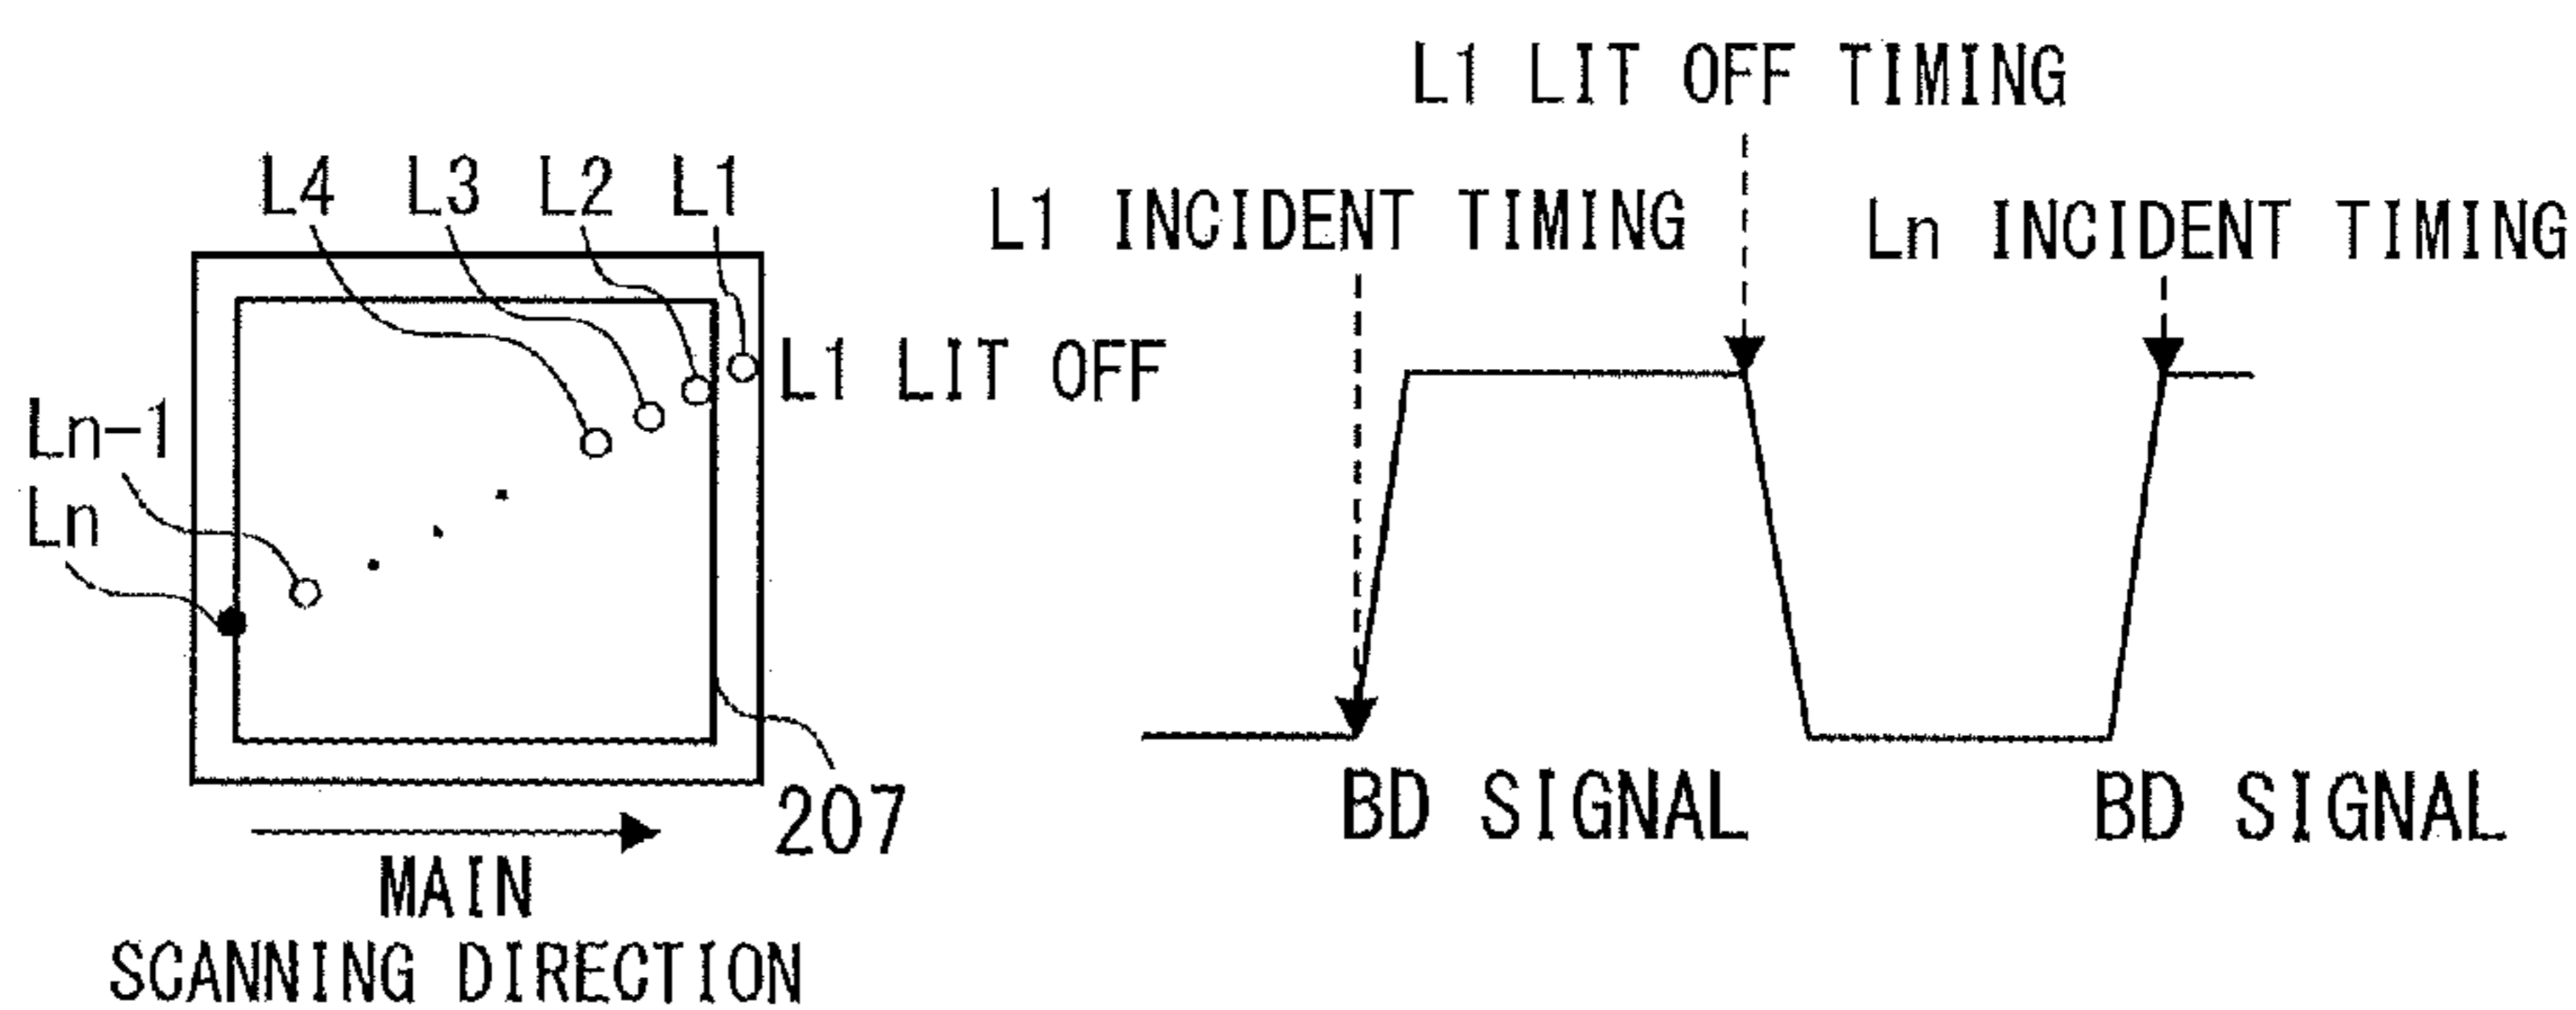 L4 L3 L2 L1
L1 LIT OFF
Ln-1
Ln
207
MAIN
SCANNING DIRECTION
L1 LIT OFF TIMING
L1 INCIDENT TIMING
Ln INCIDENT TIMING
BD SIGNAL
BD SIGNAL